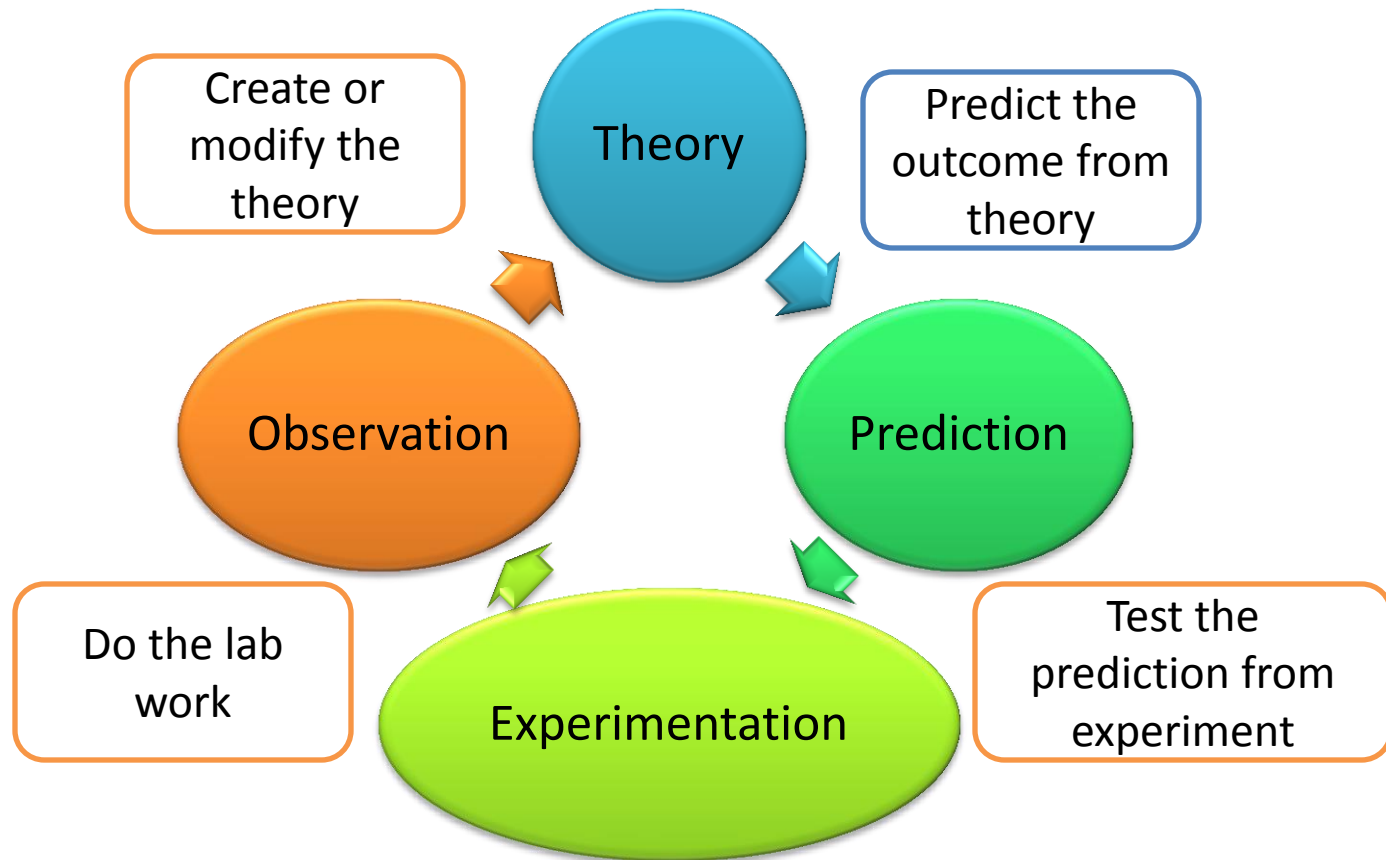 Create or
modify the
theory
Theory
Predict the
outcome from
theory
Observation
Prediction
Do the lab
work
Experimentation
Test the
prediction from
experiment